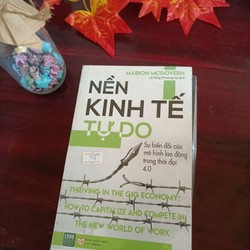 MARION MCGOVERN
NỀN
KINH TẾ
TỰ DO
Sự biến đổi của
mô hình lao động
trong thời đại
4.0
THRIVING IN THE GIG ECONOMY:
HOW TO CAPITALIZE AND COMPETE IN
THE NEW WORLD OF WORK